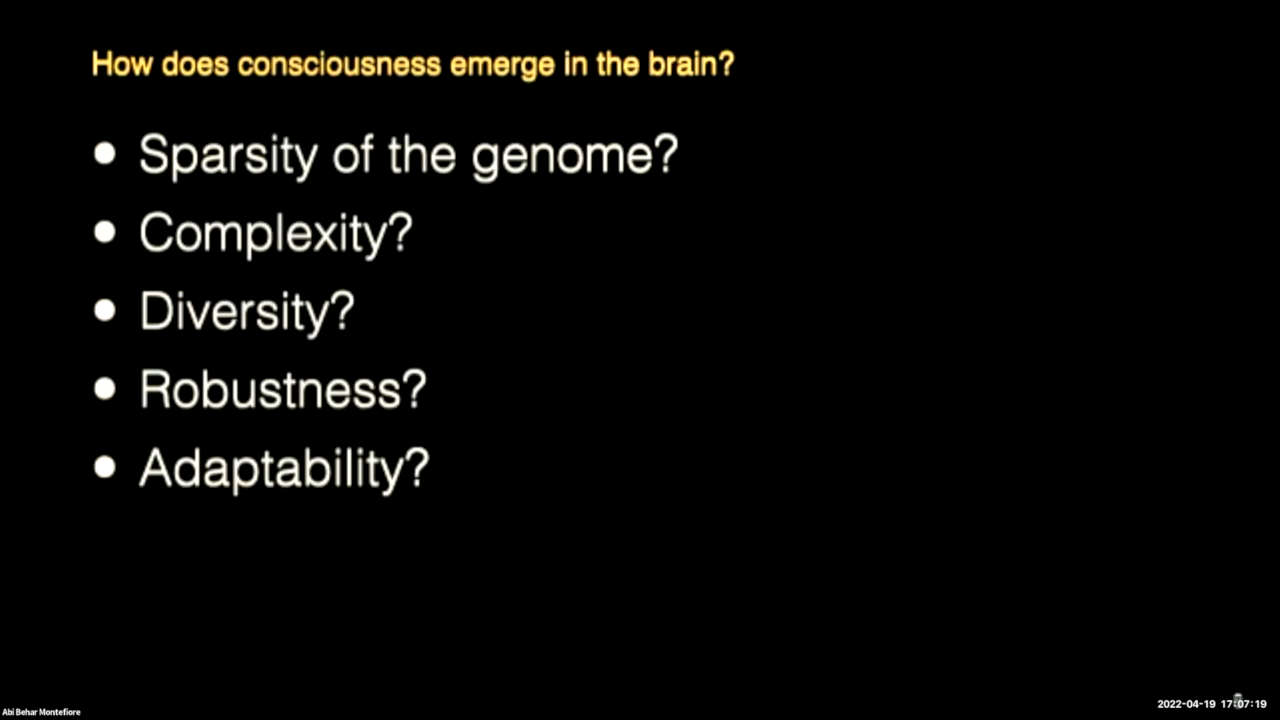 How does consciousness emerge in the brain?
• Sparsity of the genome?
• Complexity?
• Diversity?
• Robustness?
• Adaptability?
Abi Behar Montefiore
2022-04-19 17:07:19